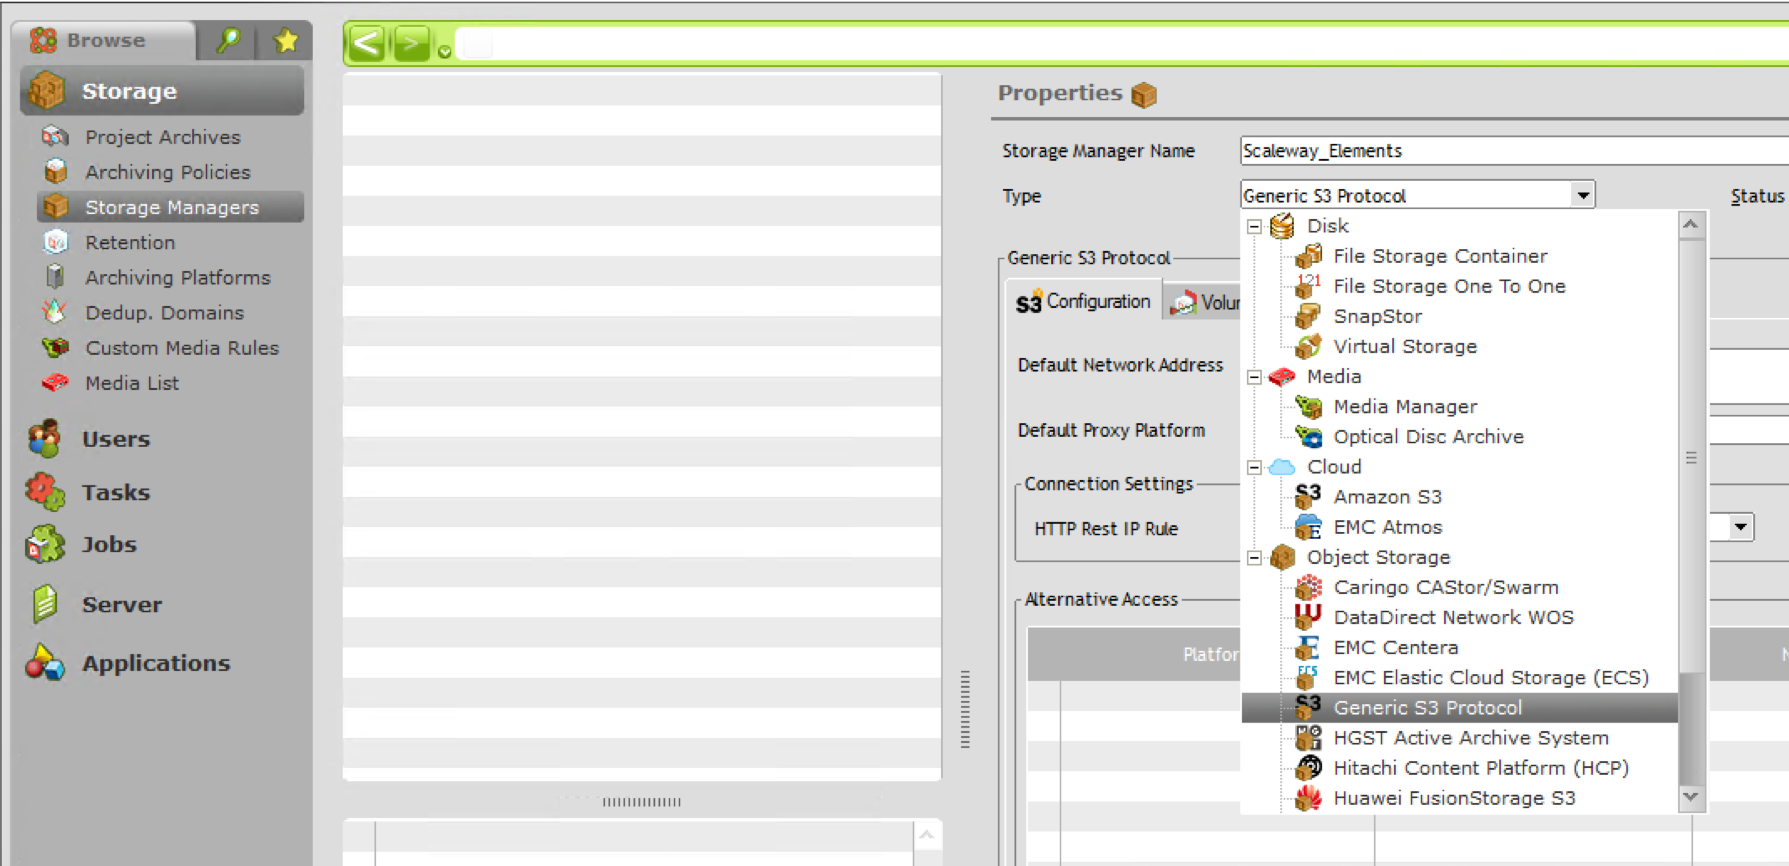 Browse
Storage
Project Archives
Archiving Policies
Storage Managers
Retention
Archiving Platforms
Dedup. Domains
Custom Media Rules
Media List
Users
Tasks
Jobs
Server
Applications
Properties
Storage Manager Name
Scaleway_Elements
Type
Generic S3 Protocol
Status
Generic S3 Protocol
S3 Configuration
Default Network Address
Default Proxy Platform
Connection Settings
HTTP Rest IP Rule
Alternative Access
Disk
File Storage Container
121 File Storage One To One
SnapStor
Virtual Storage
Media
Media Manager
Optical Disc Archive
Cloud
S3 Amazon S3
E EMC Atmos
Object Storage
Caringo CAStor/Swarm
DataDirect Network WOS
E EMC Centera
ECS EMC Elastic Cloud Storage (ECS)
S3 Generic S3 Protocol
HGST Active Archive System
Hitachi Content Platform (HCP)
Huawei FusionStorage S3